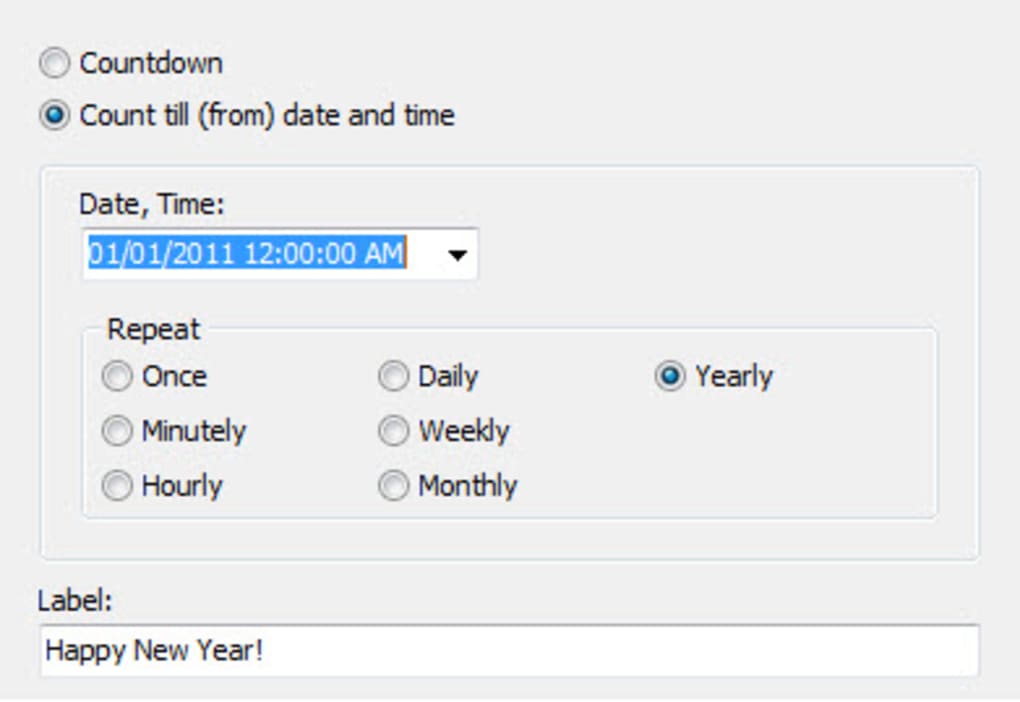 Countdown
Count till (from) date and time
Date, Time:
01/01/2011 12:00:00 AM
Repeat
Once Daily Yearly
Minutely Weekly
Hourly Monthly
Label:
Happy New Year!